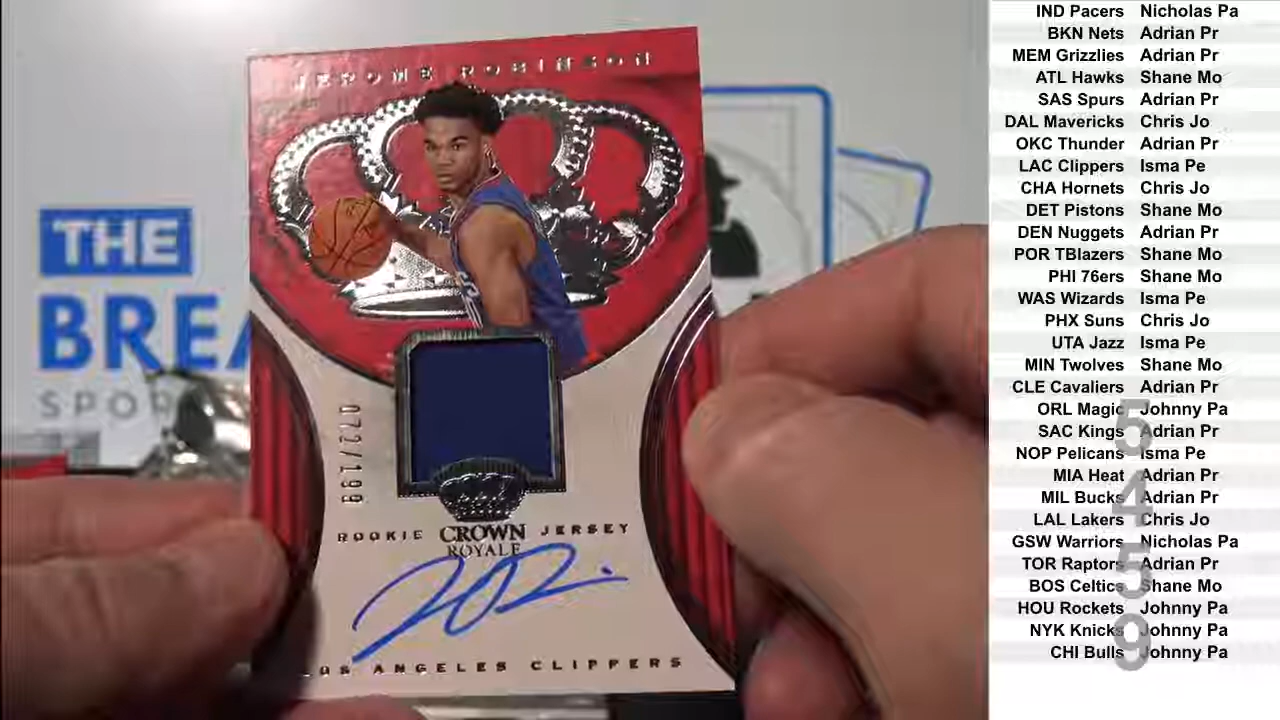 JEROME ROBINSON
THE
BREA
SPOR
072/199
ROOKIE CROWN JERSEY
ROYALE
LOS ANGELES CLIPPERS
IND Pacers Nicholas Pa
BKN Nets Adrian Pr
MEM Grizzlies Adrian Pr
ATL Hawks Shane Mo
SAS Spurs Adrian Pr
DAL Mavericks Chris Jo
OKC Thunder Adrian Pr
LAC Clippers Isma Pe
CHA Hornets Chris Jo
DET Pistons Shane Mo
DEN Nuggets Adrian Pr
POR TBlazers Shane Mo
PHI 76ers Shane Mo
WAS Wizards Isma Pe
PHX Suns Chris Jo
UTA Jazz Isma Pe
MIN Twolves Shane Mo
CLE Cavaliers Adrian Pr
ORL Magic Johnny Pa
SAC Kings Adrian Pr
NOP Pelicans Isma Pe
MIA Heat Adrian Pr
MIL Bucks Adrian Pr
LAL Lakers Chris Jo
GSW Warriors Nicholas Pa
TOR Raptors Adrian Pr
BOS Celtics Shane Mo
HOU Rockets Johnny Pa
NYK Knicks Johnny Pa
CHI Bulls Johnny Pa
5459